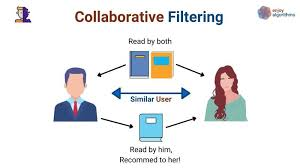 Collaborative Filtering
enjoy
algorithms
Read by both
Similar User
Read by him,
Recommed to her!